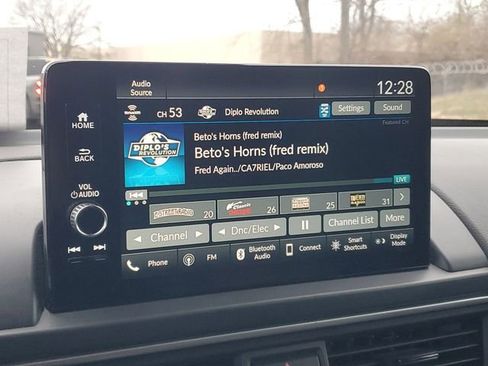 Audio
Source
12:28
CH 53
Diplo Revolution
Settings
Sound
Featured CH
HOME
BACK
VOL
AUDIO
DIPLO'S
REVOLUTION
Beto's Horns (fred remix)
Beto's Horns (fred remix)
Fred Again../CA7RIEL/Paco Amoroso
LIVE
20
26
25
31
Channel
Dnc/Elec
Channel List
More
Phone
FM
Bluetooth
Audio
Connect
Smart
Shortcuts
Display
Mode